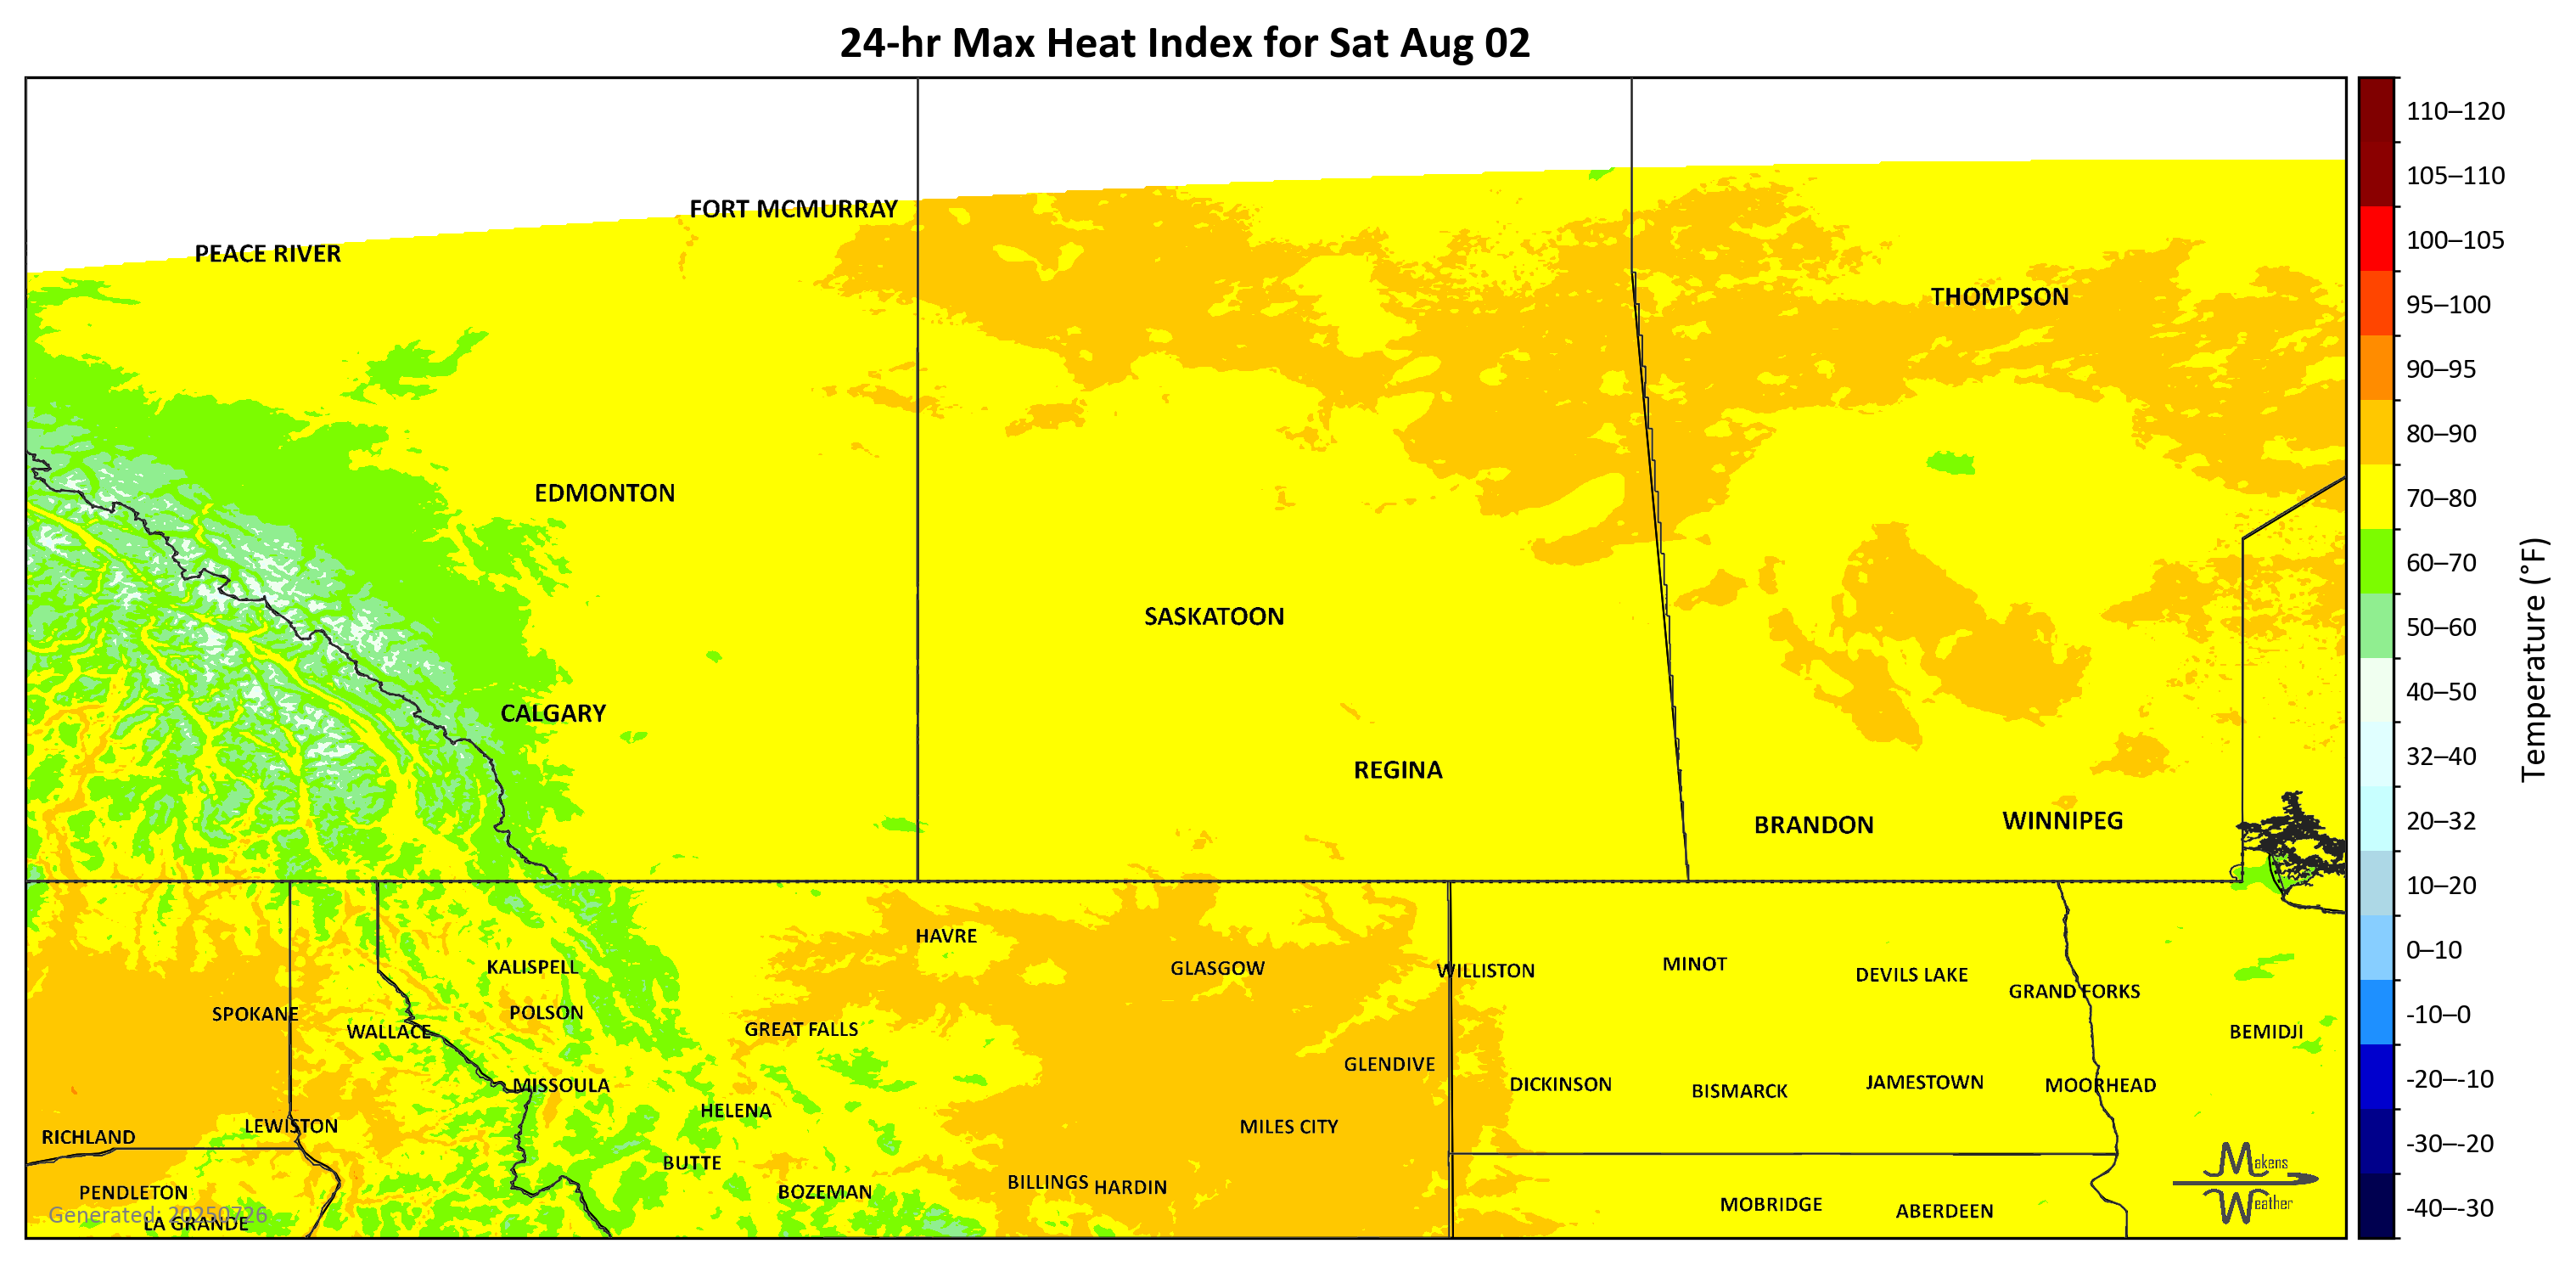 24-hr Max Heat Index for Sat Aug 02
110–120
105–110
FORT MCMURRAY
100–105
PEACE RIVER
THOMPSON
95–100
90–95
80–90
EDMONTON
70–80
60–70
SASKATOON
50–60
40–50
CALGARY
32–40
REGINA
Temperature (°F)
20–32
BRANDON
WINNIPEG
10–20
HAVRE
0–10
KALISPELL
GLASGOW
WILLISTON
MINOT
DEVILS LAKE
GRAND FORKS
SPOKANE
POLSON
-10–0
WALLACE
GREAT FALLS
BEMIDJI
GLENDIVE
-20–-10
MISSOULA
DICKINSON
BISMARCK
JAMESTOWN
MOORHEAD
HELENA
LEWISTON
MILES CITY
RICHLAND
-30–-20
BUTTE
Makens
Weather
PENDLETON
BOZEMAN
BILLINGS
HARDIN
MOBRIDGE
ABERDEEN
-40–-30
Generated: 20250726
LA GRANDE